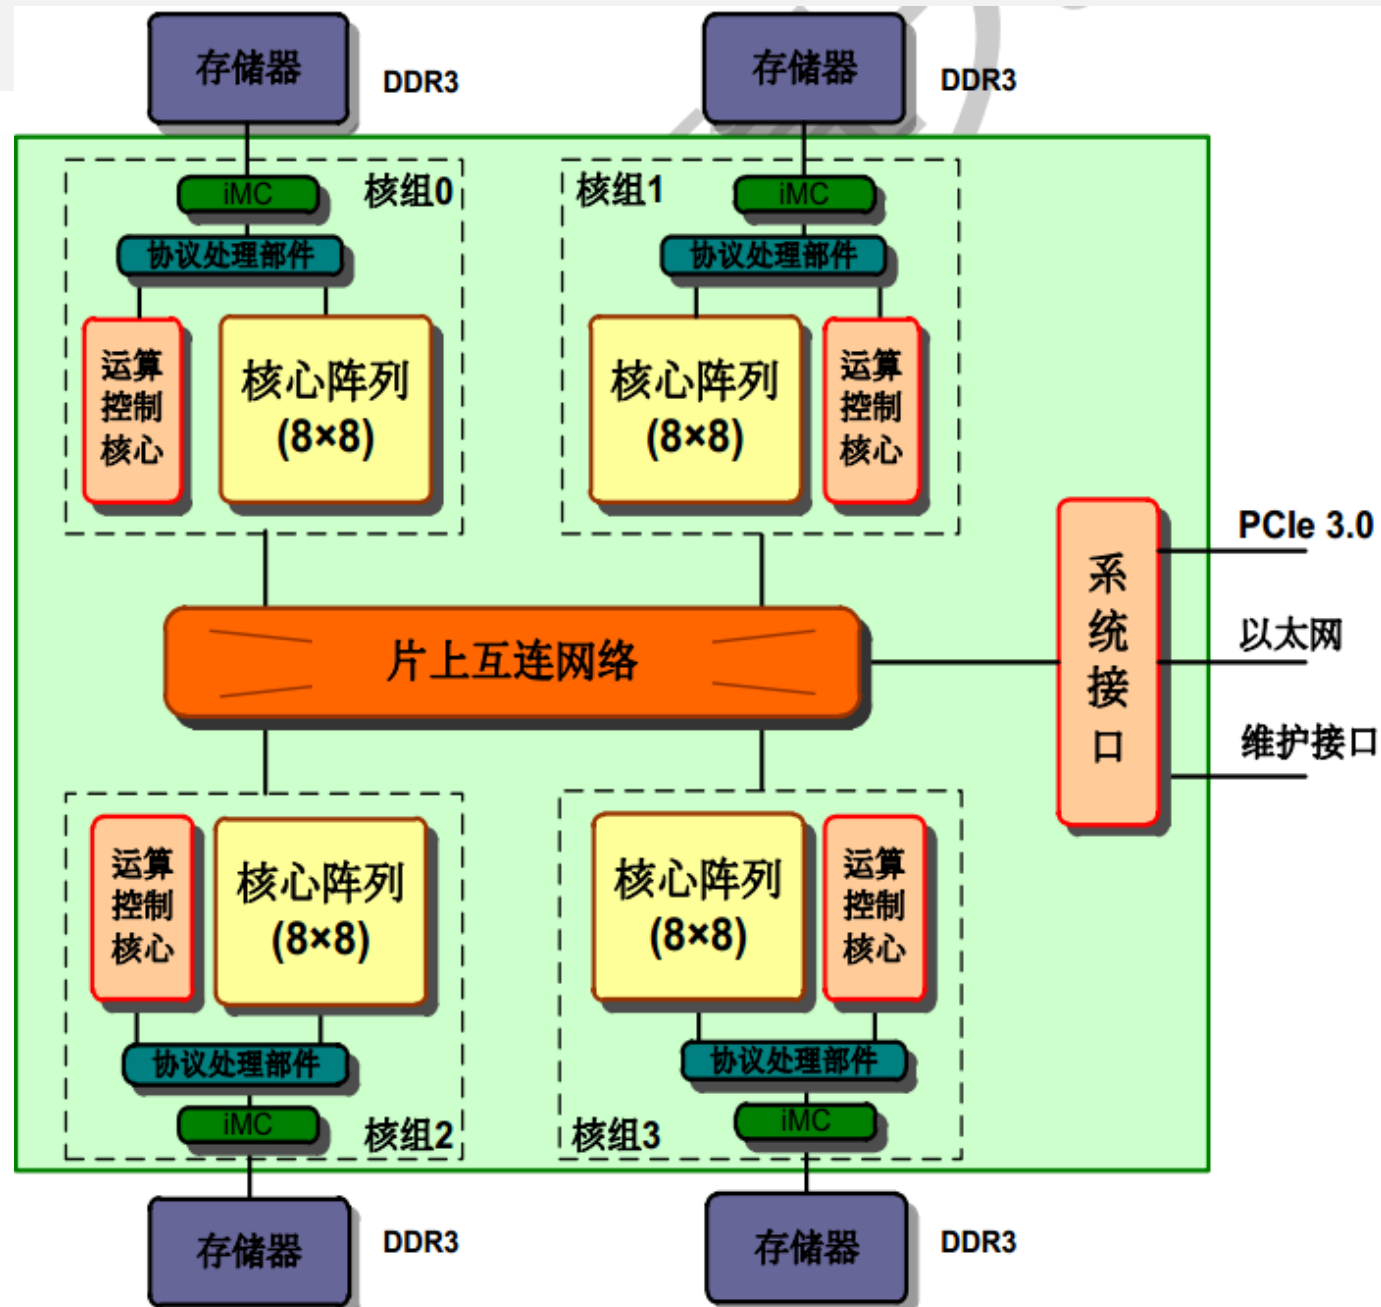 存储器
DDR3
存储器
DDR3
iMC
核组0
核组1
iMC
协议处理部件
协议处理部件
运算
控制
核心
核心阵列
(8×8)
核心阵列
(8×8)
运算
控制
核心
片上互连网络
系
统
接
口
PCIe 3.0
以太网
维护接口
运算
控制
核心
核心阵列
(8×8)
核心阵列
(8×8)
运算
控制
核心
协议处理部件
协议处理部件
iMC
核组2
核组3
iMC
存储器
DDR3
存储器
DDR3